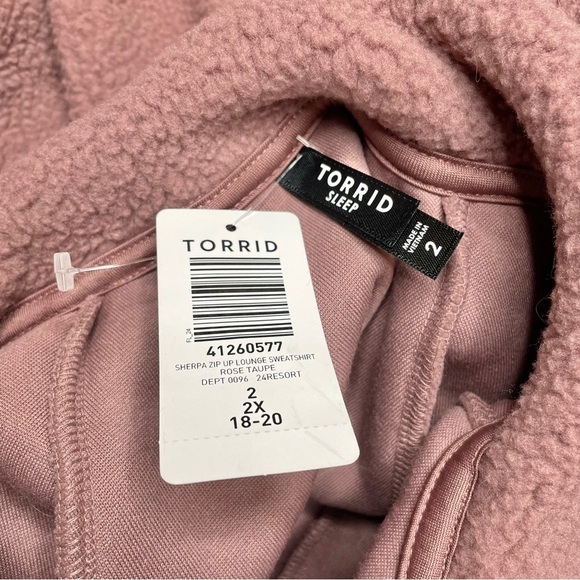 TORRID
SLEEP
MADE IN
VIETNAM
2
TORRID
FL_24
41260577
SHERPA ZIP UP LOUNGE SWEATSHIRT
ROSE TAUPE
DEPT 0096 24RESORT
2
2X
18-20